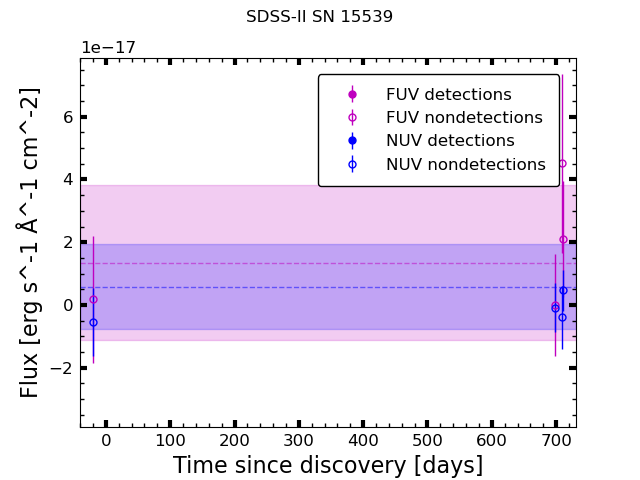 SDSS-II SN 15539
1e−17
FUV detections
FUV nondetections
NUV detections
NUV nondetections
6
4
2
0
−2
Flux [erg s^-1 Å^-1 cm^-2]
0 100 200 300 400 500 600 700
Time since discovery [days]